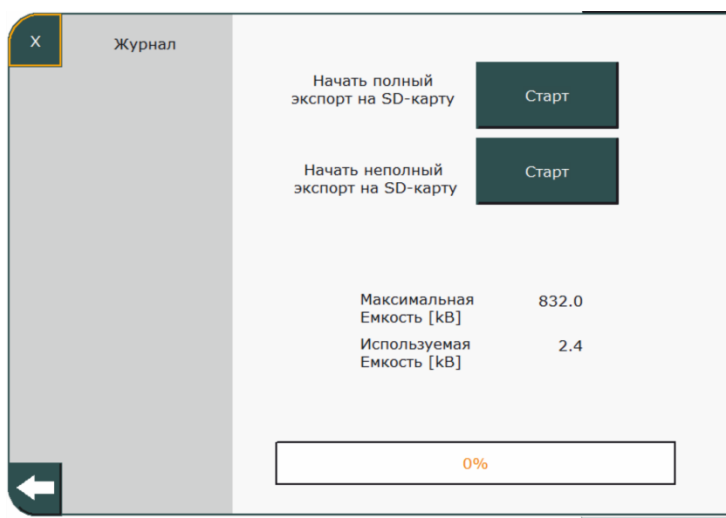 X
Журнал
Начать полный
экспорт на SD-карту
Старт
Начать неполный
экспорт на SD-карту
Старт
Максимальная
Емкость [kB]
832.0
Используемая
Емкость [kB]
2.4
0%